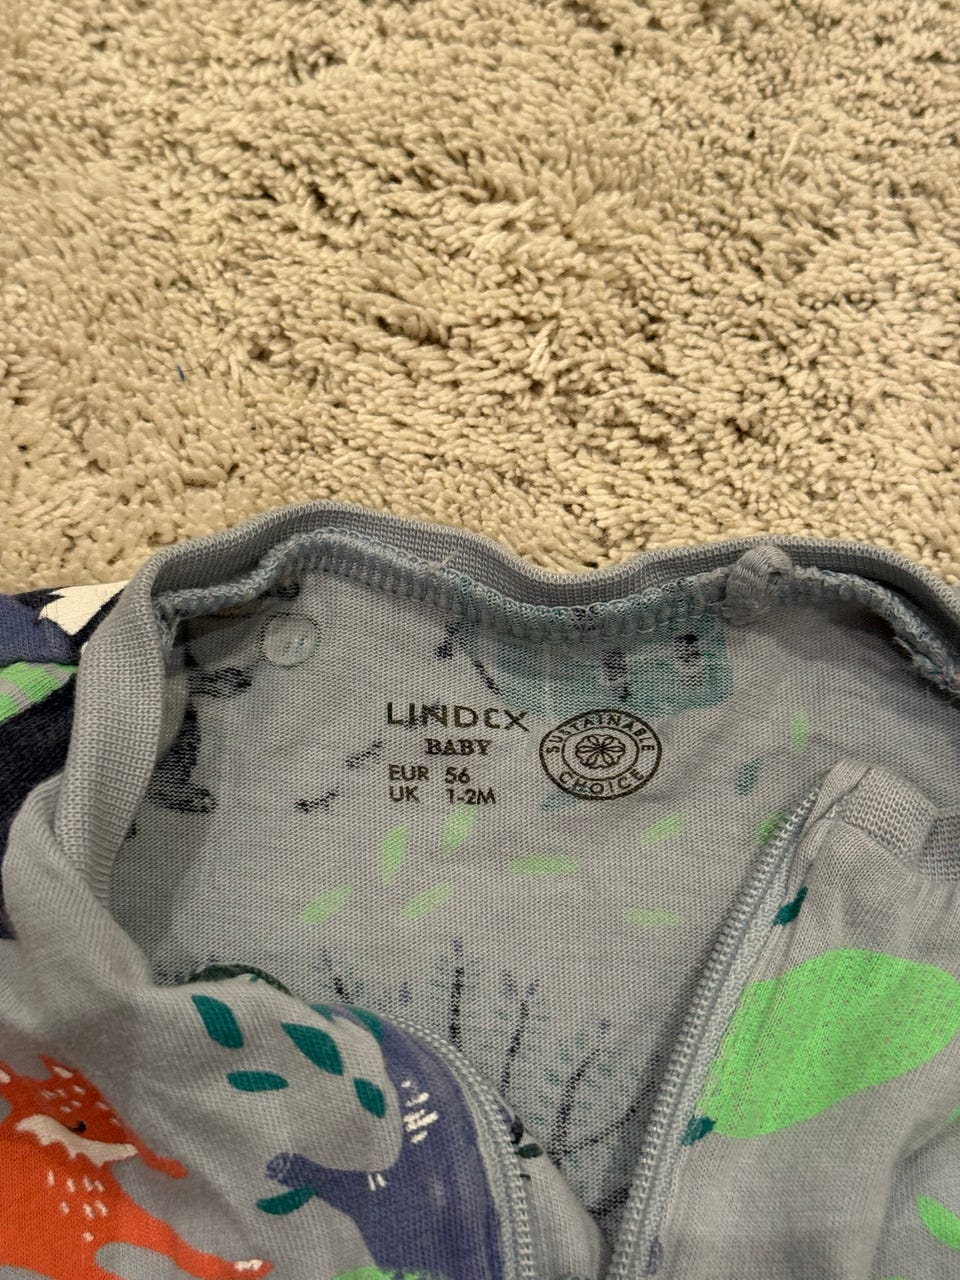 LINDEX
BABY
EUR 56
UK 1-2M
SUSTAINABLE
CHOICE